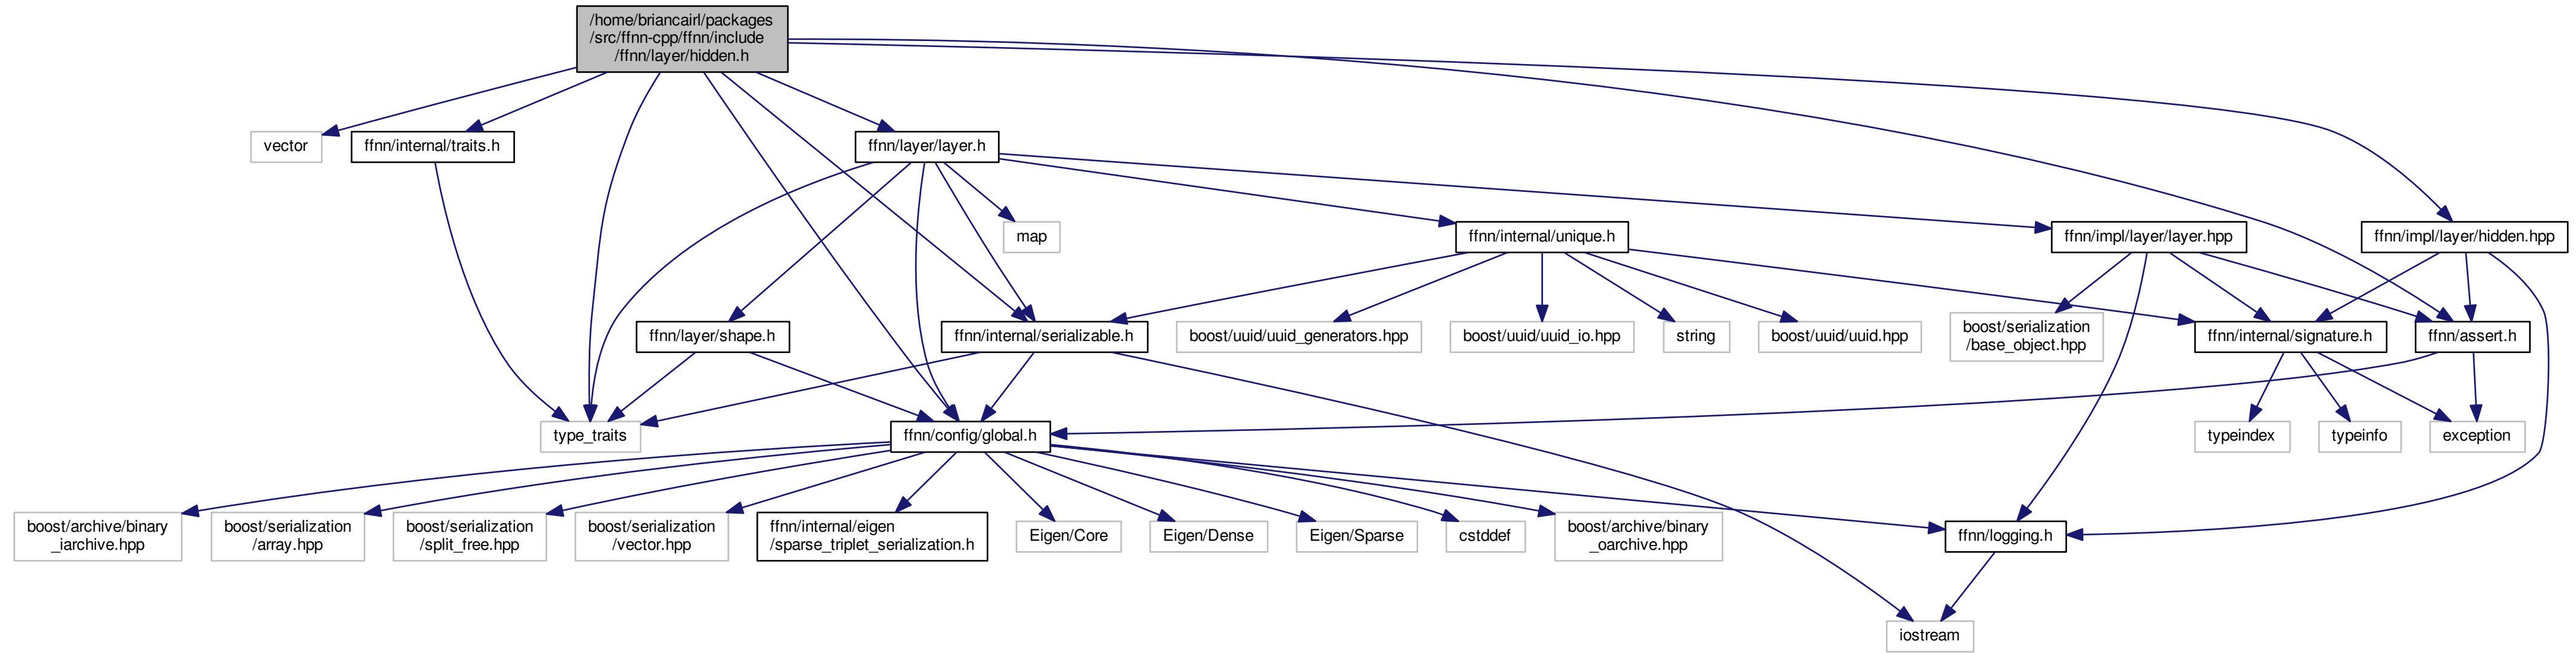 /home/briancairl/packages
/src/ffnn-cpp/ffnn/include
/ffnn/layer/hidden.h
vector
ffnn/internal/traits.h
ffnn/layer/layer.h
map
ffnn/internal/unique.h
ffnn/impl/layer/layer.hpp
ffnn/impl/layer/hidden.hpp
ffnn/layer/shape.h
ffnn/internal/serializable.h
boost/uuid/uuid_generators.hpp
boost/uuid/uuid_io.hpp
string
boost/uuid/uuid.hpp
boost/serialization
/base_object.hpp
ffnn/internal/signature.h
ffnn/assert.h
type_traits
ffnn/config/global.h
typeindex
typeinfo
exception
boost/archive/binary
_iarchive.hpp
boost/serialization
/array.hpp
boost/serialization
/split_free.hpp
boost/serialization
/vector.hpp
ffnn/internal/eigen
/sparse_triplet_serialization.h
Eigen/Core
Eigen/Dense
Eigen/Sparse
cstddef
boost/archive/binary
_oarchive.hpp
ffnn/logging.h
iostream